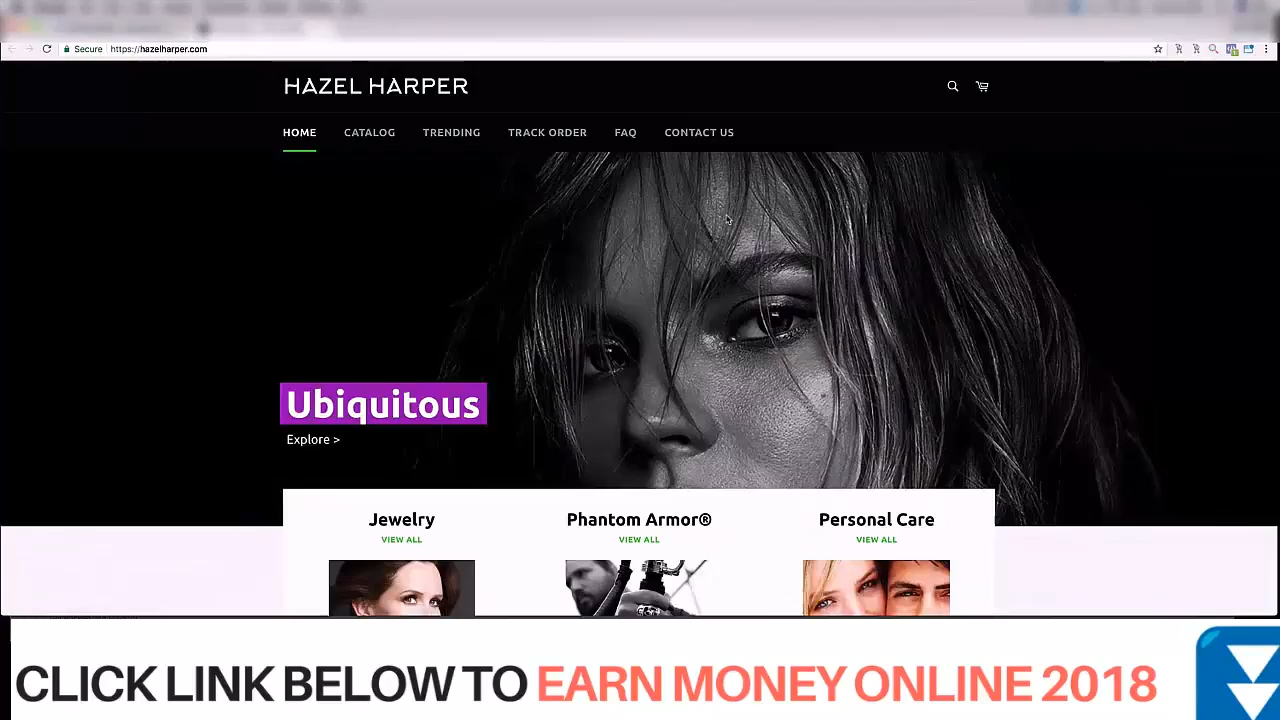 Secure https://hazelharper.com
HAZEL HARPER
HOME CATALOG TRENDING TRACK ORDER FAQ CONTACT US
Ubiquitous
Explore >
Jewelry Phantom Armor® Personal Care
VIEW ALL VIEW ALL VIEW ALL
CLICK LINK BELOW TO EARN MONEY ONLINE 2018